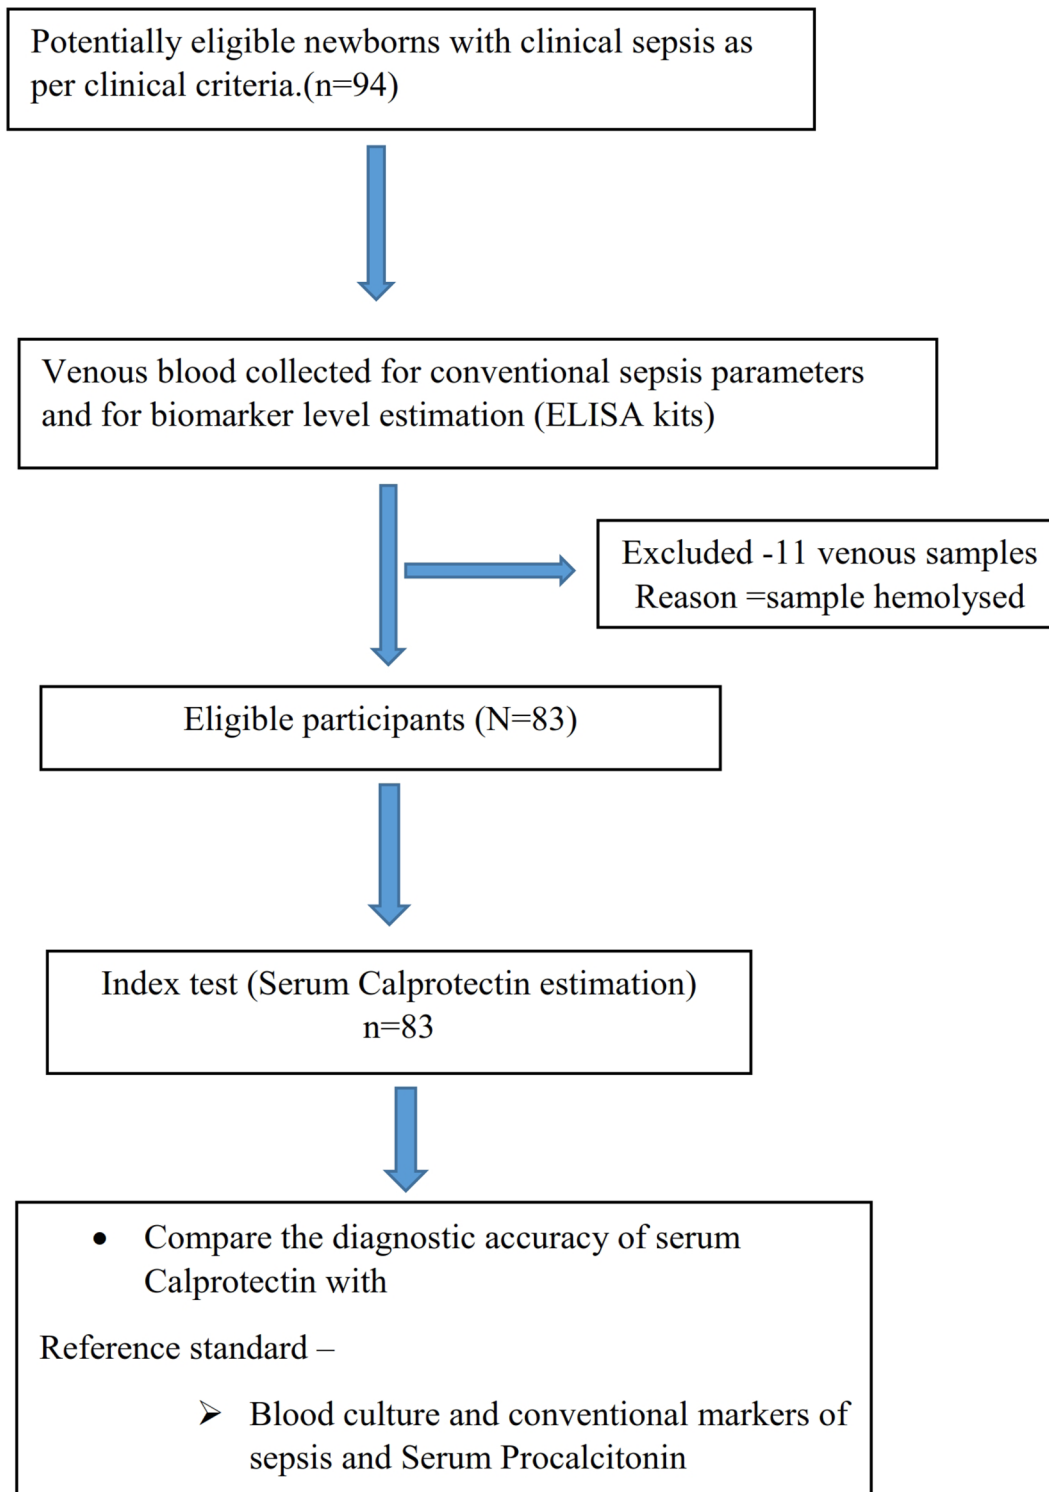 Potentially eligible newborns with clinical sepsis as
per clinical criteria.(n=94)
Venous blood collected for conventional sepsis parameters
and for biomarker level estimation (ELISA kits)
Excluded -11 venous samples
Reason =sample hemolysed
Eligible participants (N=83)
Index test (Serum Calprotectin estimation)
n=83
• Compare the diagnostic accuracy of serum
Calprotectin with
Reference standard –
➢ Blood culture and conventional markers of
sepsis and Serum Procalcitonin